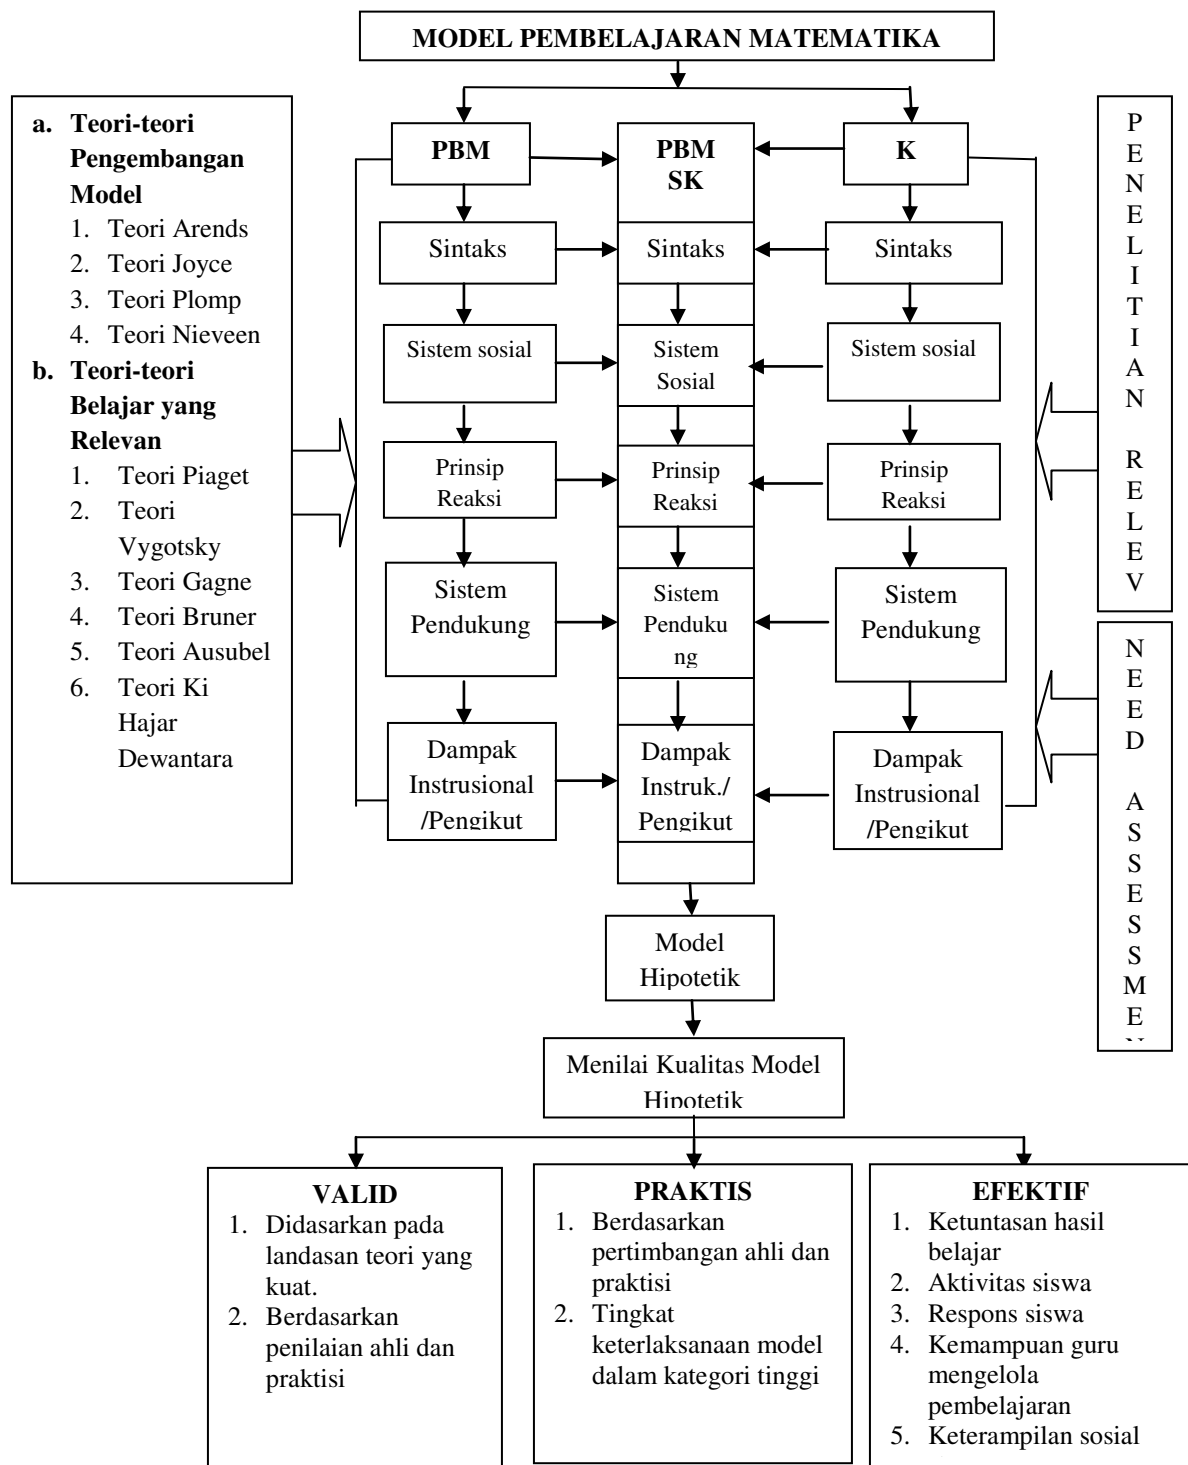 MODEL PEMBELAJARAN MATEMATIKA
a. Teori-teori
Pengembangan
Model
1. Teori Arends
2. Teori Joyce
3. Teori Plomp
4. Teori Nieveen
b. Teori-teori
Belajar yang
Relevan
1. Teori Piaget
2. Teori
Vygotsky
3. Teori Gagne
4. Teori Bruner
5. Teori Ausubel
6. Teori Ki
Hajar
Dewantara
PBM
Sintaks
Sistem sosial
Prinsip
Reaksi
Sistem
Pendukung
Dampak
Instrusional
/Pengikut
PBM
SK
Sintaks
Sistem
Sosial
Prinsip
Reaksi
Sistem
Penduku
ng
Dampak
Instruk./
Pengikut
K
Sintaks
Sistem sosial
Prinsip
Reaksi
Sistem
Pendukung
Dampak
Instrusional
/Pengikut
P
E
N
E
L
I
T
I
A
N
R
E
L
E
V
N
E
E
D
A
S
S
E
S
S
M
E
N
Model
Hipotetik
Menilai Kualitas Model
Hipotetik
VALID
1. Didasarkan pada
landasan teori yang
kuat.
2. Berdasarkan
penilaian ahli dan
praktisi
PRAKTIS
1. Berdasarkan
pertimbangan ahli dan
praktisi
2. Tingkat
keterlaksanaan model
dalam kategori tinggi
EFEKTIF
1. Ketuntasan hasil
belajar
2. Aktivitas siswa
3. Respons siswa
4. Kemampuan guru
mengelola
pembelajaran
5. Keterampilan sosial